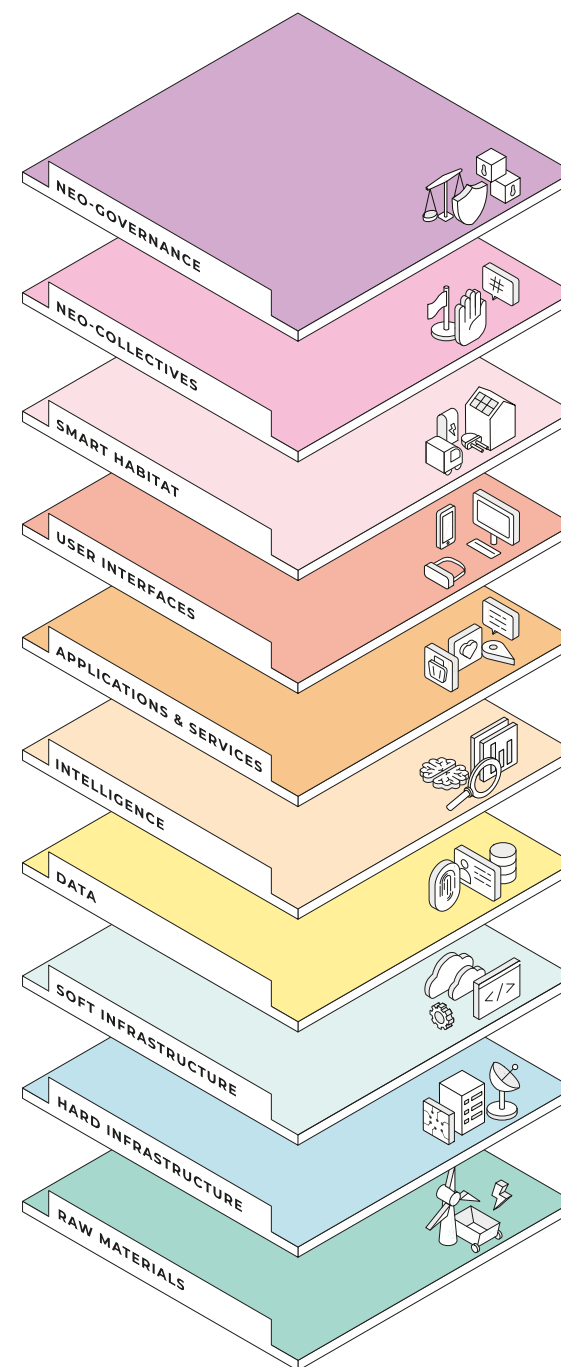 NEO-GOVERNANCE
NEO-COLLECTIVES
#
SMART HABITAT
USER INTERFACES
APPLICATIONS & SERVICES
INTELLIGENCE
DATA
SOFT INFRASTRUCTURE
</>
HARD INFRASTRUCTURE
RAW MATERIALS